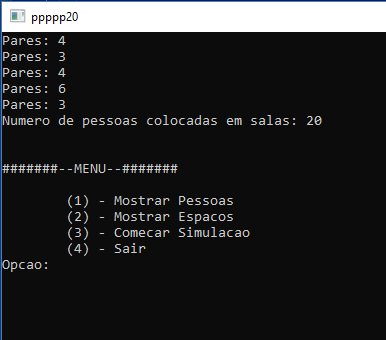 ppppp20
Pares: 4
Pares: 3
Pares: 4
Pares: 6
Pares: 3
Numero de pessoas colocadas em salas: 20
#######--MENU--#######
(1) - Mostrar Pessoas
(2) - Mostrar Espacos
(3) - Comecar Simulacao
(4) - Sair
Opcao: